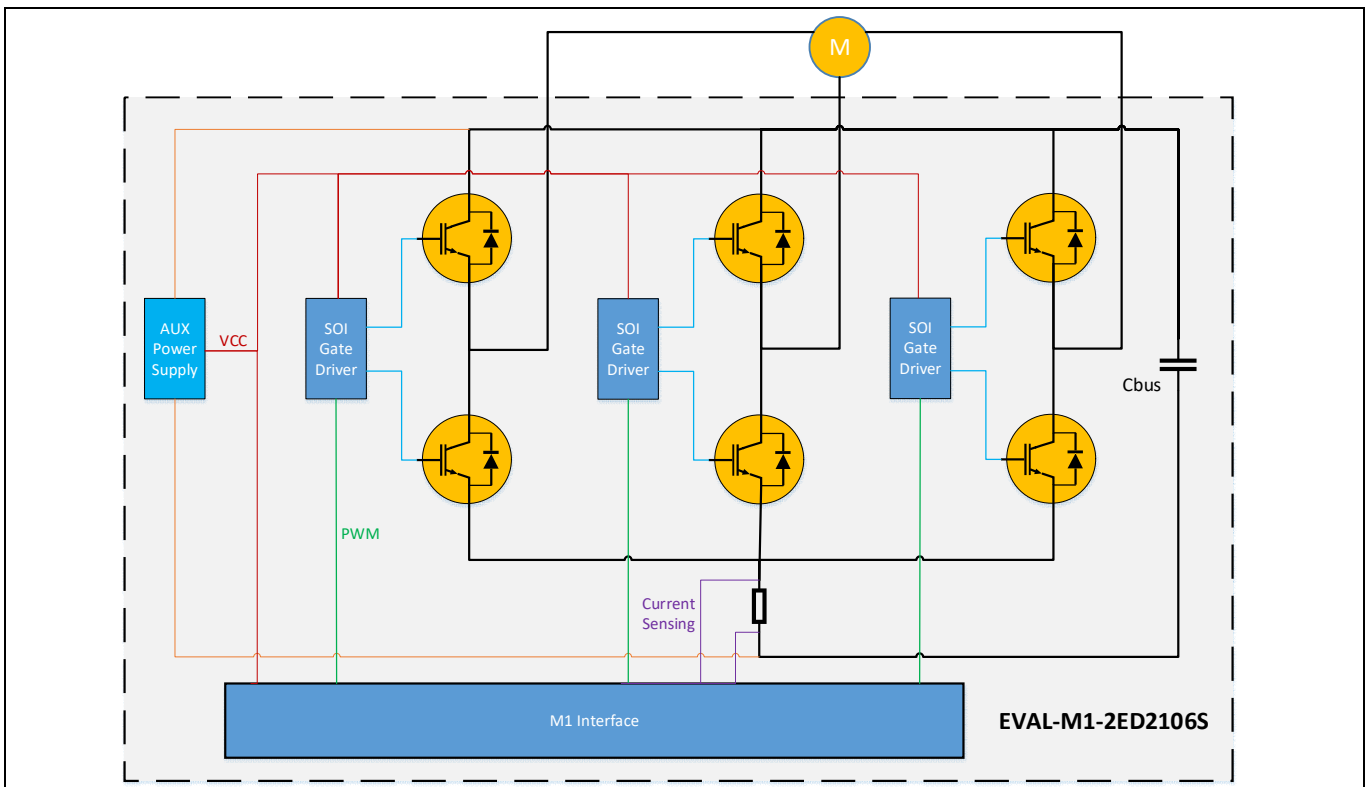 M
AUX
Power
Supply
VCC
SOI
Gate
Driver
SOI
Gate
Driver
SOI
Gate
Driver
Cbus
PWM
Current
Sensing
M1 Interface
EVAL-M1-2ED2106S